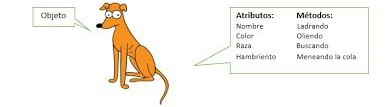 Objeto
Atributos: Métodos:
Nombre Ladrando
Color Oliendo
Raza Buscando
Hambriento Meneando la cola